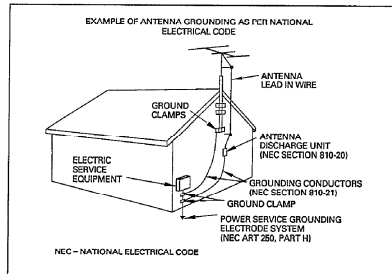 EXAMPLE OF ANTENNA GROUNDING AS PER NATIONAL
ELECTRICAL CODE
ANTENNA
LEAD IN WIRE
GROUND
CLAMPS
ANTENNA
DISCHARGE UNIT
(NEC SECTION 810-20)
ELECTRIC
SERVICE
EQUIPMENT
GROUNDING CONDUCTORS
(NEC SECTION 810-21)
GROUND CLAMP
POWER SERVICE GROUNDING
ELECTRODE SYSTEM
(NEC ART 250, PART H)
NEC – NATIONAL ELECTRICAL CODE